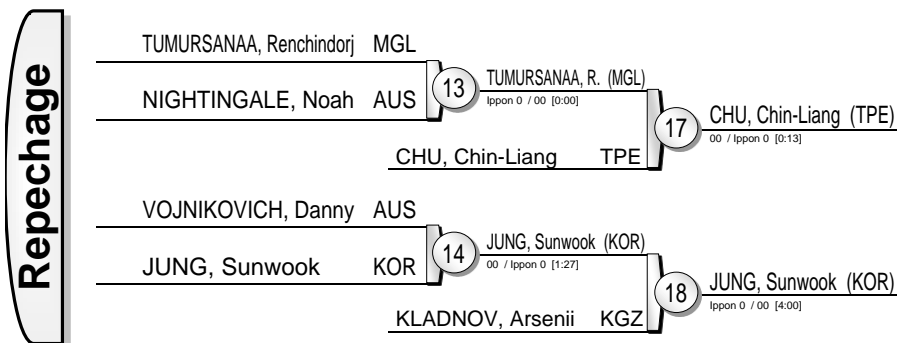 Repechage
TUMURSANAA, Renchindorj MGL
NIGHTINGALE, Noah AUS
13
TUMURSANAA, R. (MGL)
Ippon 0 / 00 [0:00]
CHU, Chin-Liang TPE
17
CHU, Chin-Liang (TPE)
00 / Ippon 0 [0:13]
VOJNIKOVICH, Danny AUS
JUNG, Sunwook KOR
14
JUNG, Sunwook (KOR)
00 / Ippon 0 [1:27]
KLADNOV, Arsenii KGZ
18
JUNG, Sunwook (KOR)
Ippon 0 / 00 [4:00]